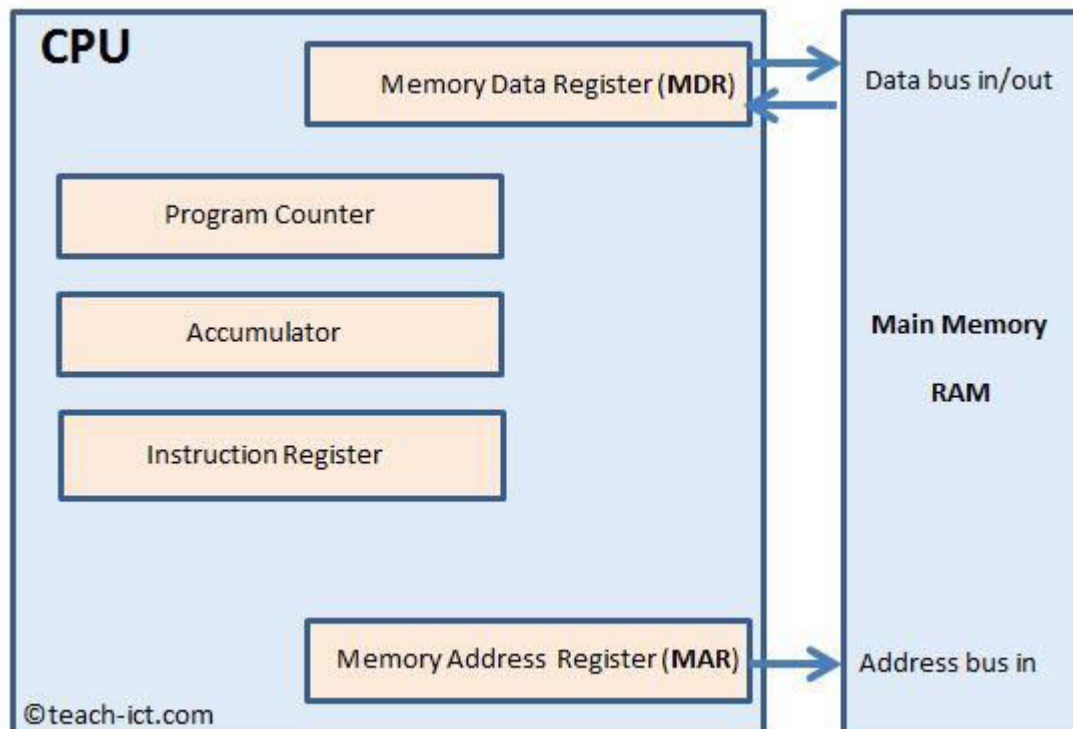 CPU
Memory Data Register (MDR)
Data bus in/out
Program Counter
Accumulator
Main Memory
RAM
Instruction Register
Memory Address Register (MAR)
Address bus in
©teach-ict.com